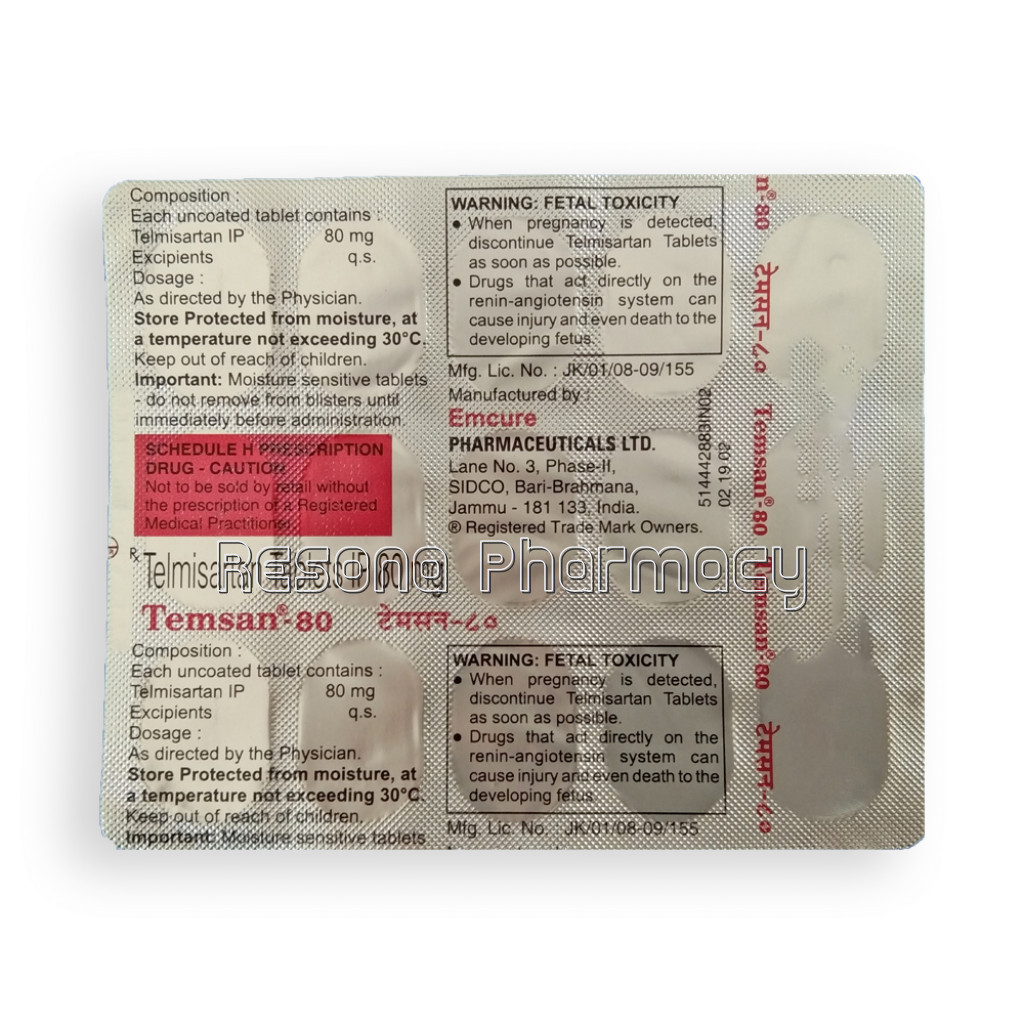 Composition :
Each uncoated tablet contains :
Telmisartan IP 80 mg
Excipients q.s.
Dosage :
As directed by the Physician.
Store Protected from moisture, at
a temperature not exceeding 30°C.
Keep out of reach of children.
Important: Moisture sensitive tablets
- do not remove from blisters until
immediately before administration.
SCHEDULE H PRESCRIPTION
DRUG - CAUTION
Not to be sold by retail without
the prescription of a Registered
Medical Practitioner
WARNING: FETAL TOXICITY
• When pregnancy is detected,
discontinue Telmisartan Tablets
as soon as possible.
• Drugs that act directly on the
renin-angiotensin system can
cause injury and even death to the
developing fetus.
Mfg. Lic. No. : JK/01/08-09/155
Manufactured by :
Emcure
PHARMACEUTICALS LTD.
Lane No. 3, Phase-II,
SIDCO, Bari-Brahmana,
Jammu - 181 133, India.
® Registered Trade Mark Owners.
514442883IN02
02 19 02
℞ Telmisartan Tablets IP 80 mg
Resona Pharmacy
Temsan®-80 टेमसन-८०
Composition :
Each uncoated tablet contains :
Telmisartan IP 80 mg
Excipients q.s.
Dosage :
As directed by the Physician.
Store Protected from moisture, at
a temperature not exceeding 30°C.
Keep out of reach of children.
Important: Moisture sensitive tablets
WARNING: FETAL TOXICITY
• When pregnancy is detected,
discontinue Telmisartan Tablets
as soon as possible.
• Drugs that act directly on the
renin-angiotensin system can
cause injury and even death to the
developing fetus.
Mfg. Lic. No. : JK/01/08-09/155
n®-80 टेमसन-८० Temsan®-80 Temsan®-80 टेमसन-८०